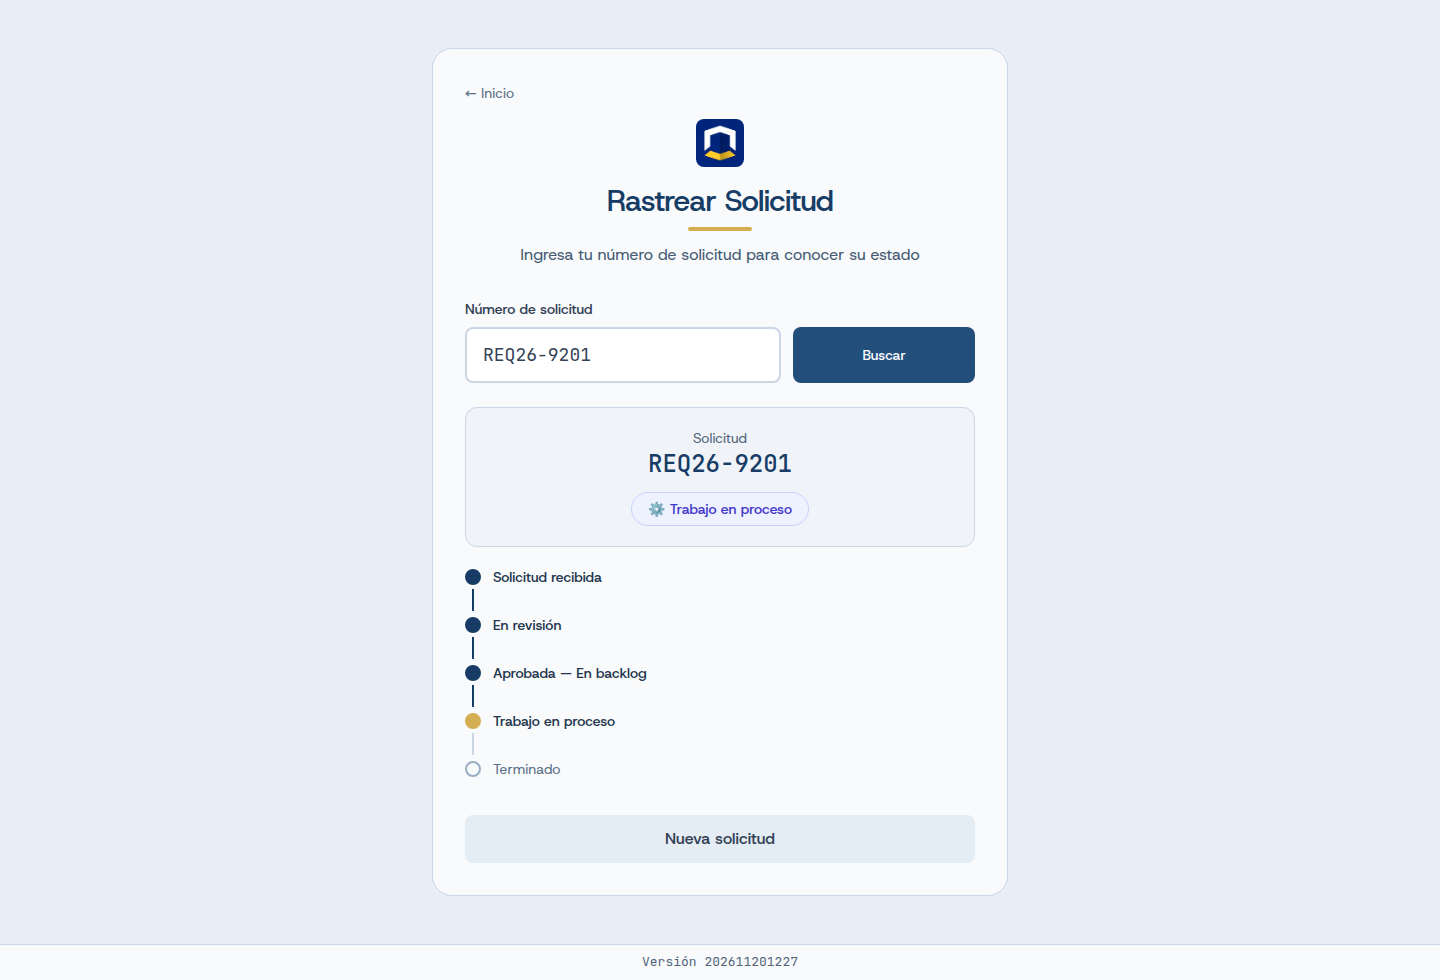 ← Inicio
Rastrear Solicitud
Ingresa tu número de solicitud para conocer su estado
Número de solicitud
REQ26-9201
Buscar
Solicitud
REQ26-9201
⚙️ Trabajo en proceso
Solicitud recibida
En revisión
Aprobada — En backlog
Trabajo en proceso
Terminado
Nueva solicitud
Versión 202611201227